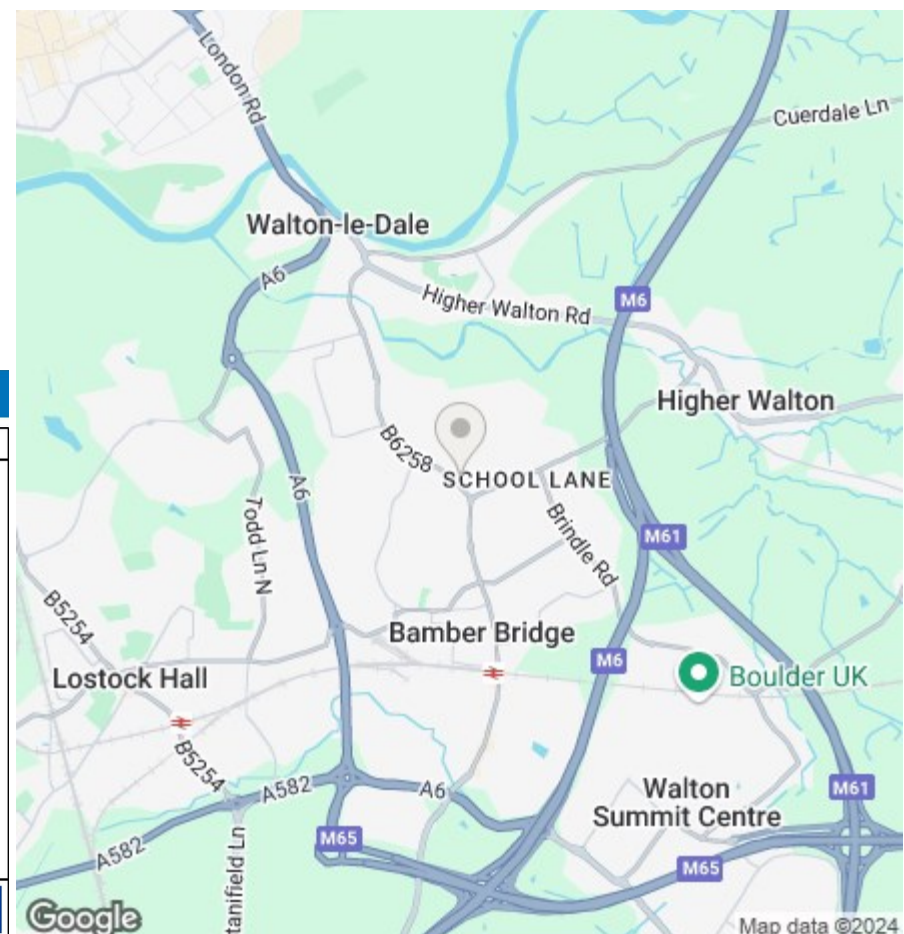 London Rd
Cuerdale Ln
Walton-le-Dale
A6
Higher Walton Rd
M6
Higher Walton
B6258
SCHOOL LANE
A6
Todd Ln N
Brindle Rd
M61
B5254
Bamber Bridge
M6
Lostock Hall
Boulder UK
B5254
A582
A6
Walton
Summit Centre
M61
M65
A582
M65
tanifield Ln
Google
Map data ©2024